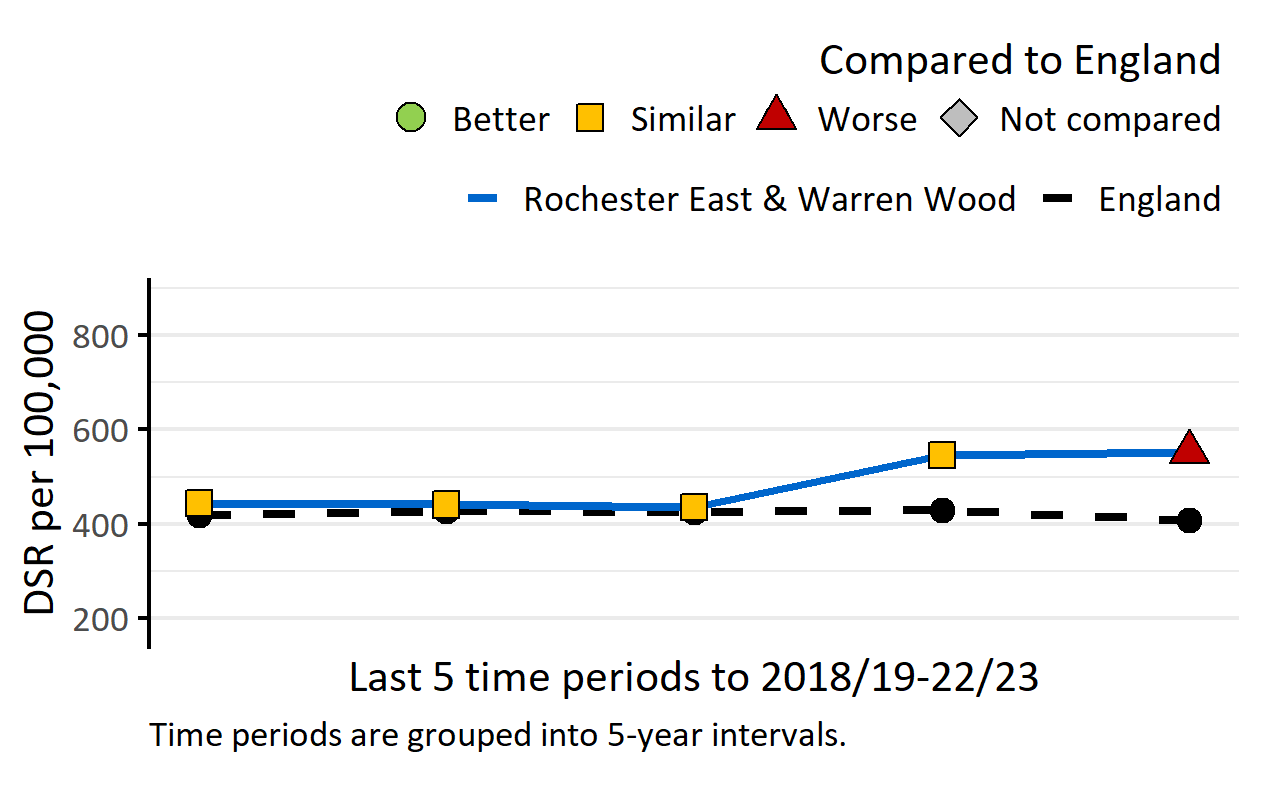 Compared to England
Better Similar Worse Not compared
Rochester East & Warren Wood England
DSR per 100,000
800
600
400
200
Last 5 time periods to 2018/19-22/23
Time periods are grouped into 5-year intervals.